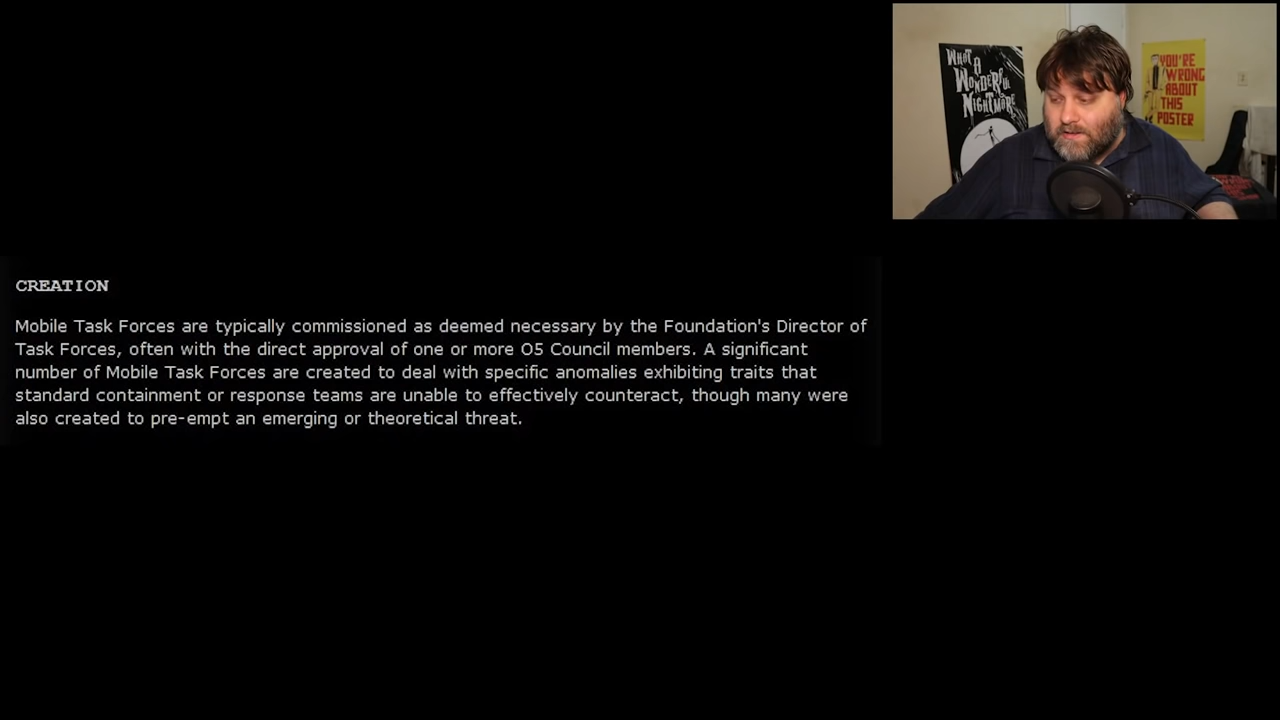 WHAT
A
WONDERFUL
NIGHTMARE
YOU'RE
WRONG
ABOUT
THIS
POSTER
CREATION
Mobile Task Forces are typically commissioned as deemed necessary by the Foundation's Director of
Task Forces, often with the direct approval of one or more O5 Council members. A significant
number of Mobile Task Forces are created to deal with specific anomalies exhibiting traits that
standard containment or response teams are unable to effectively counteract, though many were
also created to pre-empt an emerging or theoretical threat.